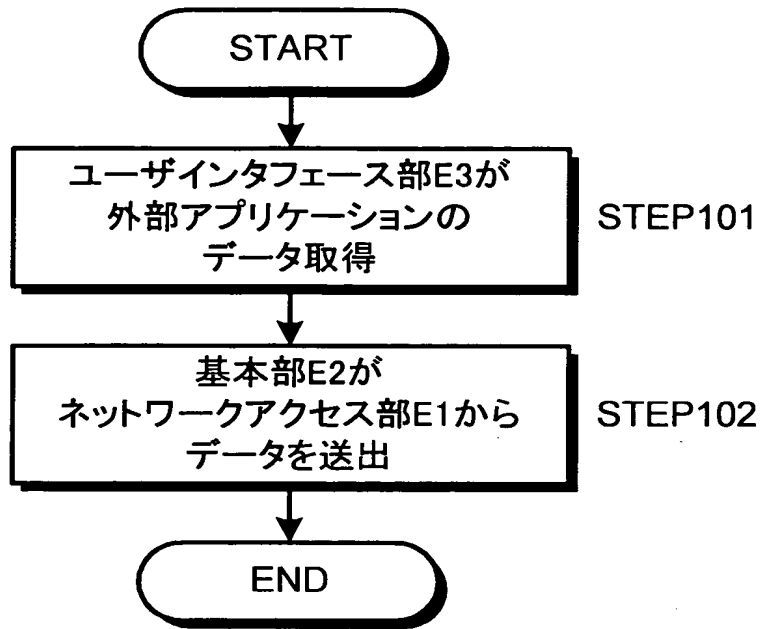 START
ユーザインタフェース部E3が
外部アプリケーションの
データ取得
STEP101
基本部E2が
ネットワークアクセス部E1から
データを送出
STEP102
END